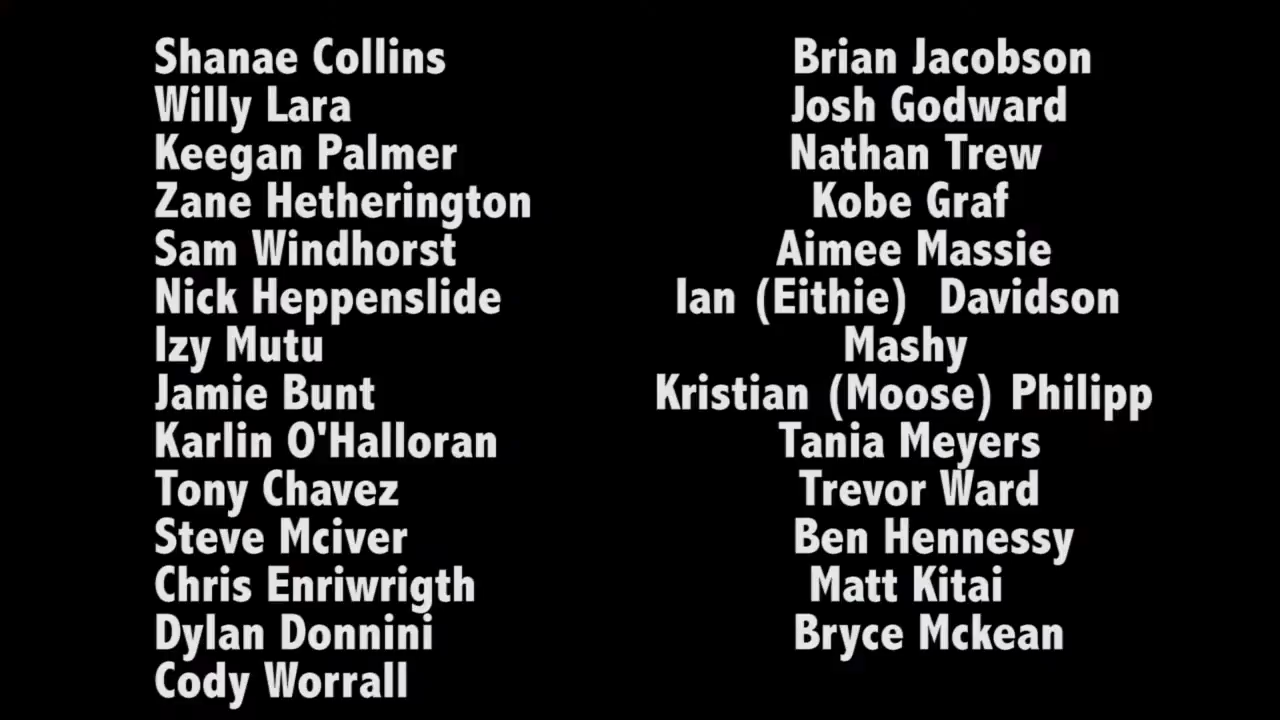 Shanae Collins
Willy Lara
Keegan Palmer
Zane Hetherington
Sam Windhorst
Nick Heppenslide
Izy Mutu
Jamie Bunt
Karlin O'Halloran
Tony Chavez
Steve Mciver
Chris Enriwrigth
Dylan Donnini
Cody Worrall
Brian Jacobson
Josh Godward
Nathan Trew
Kobe Graf
Aimee Massie
Ian (Eithie) Davidson
Mashy
Kristian (Moose) Philipp
Tania Meyers
Trevor Ward
Ben Hennessy
Matt Kitai
Bryce Mckean